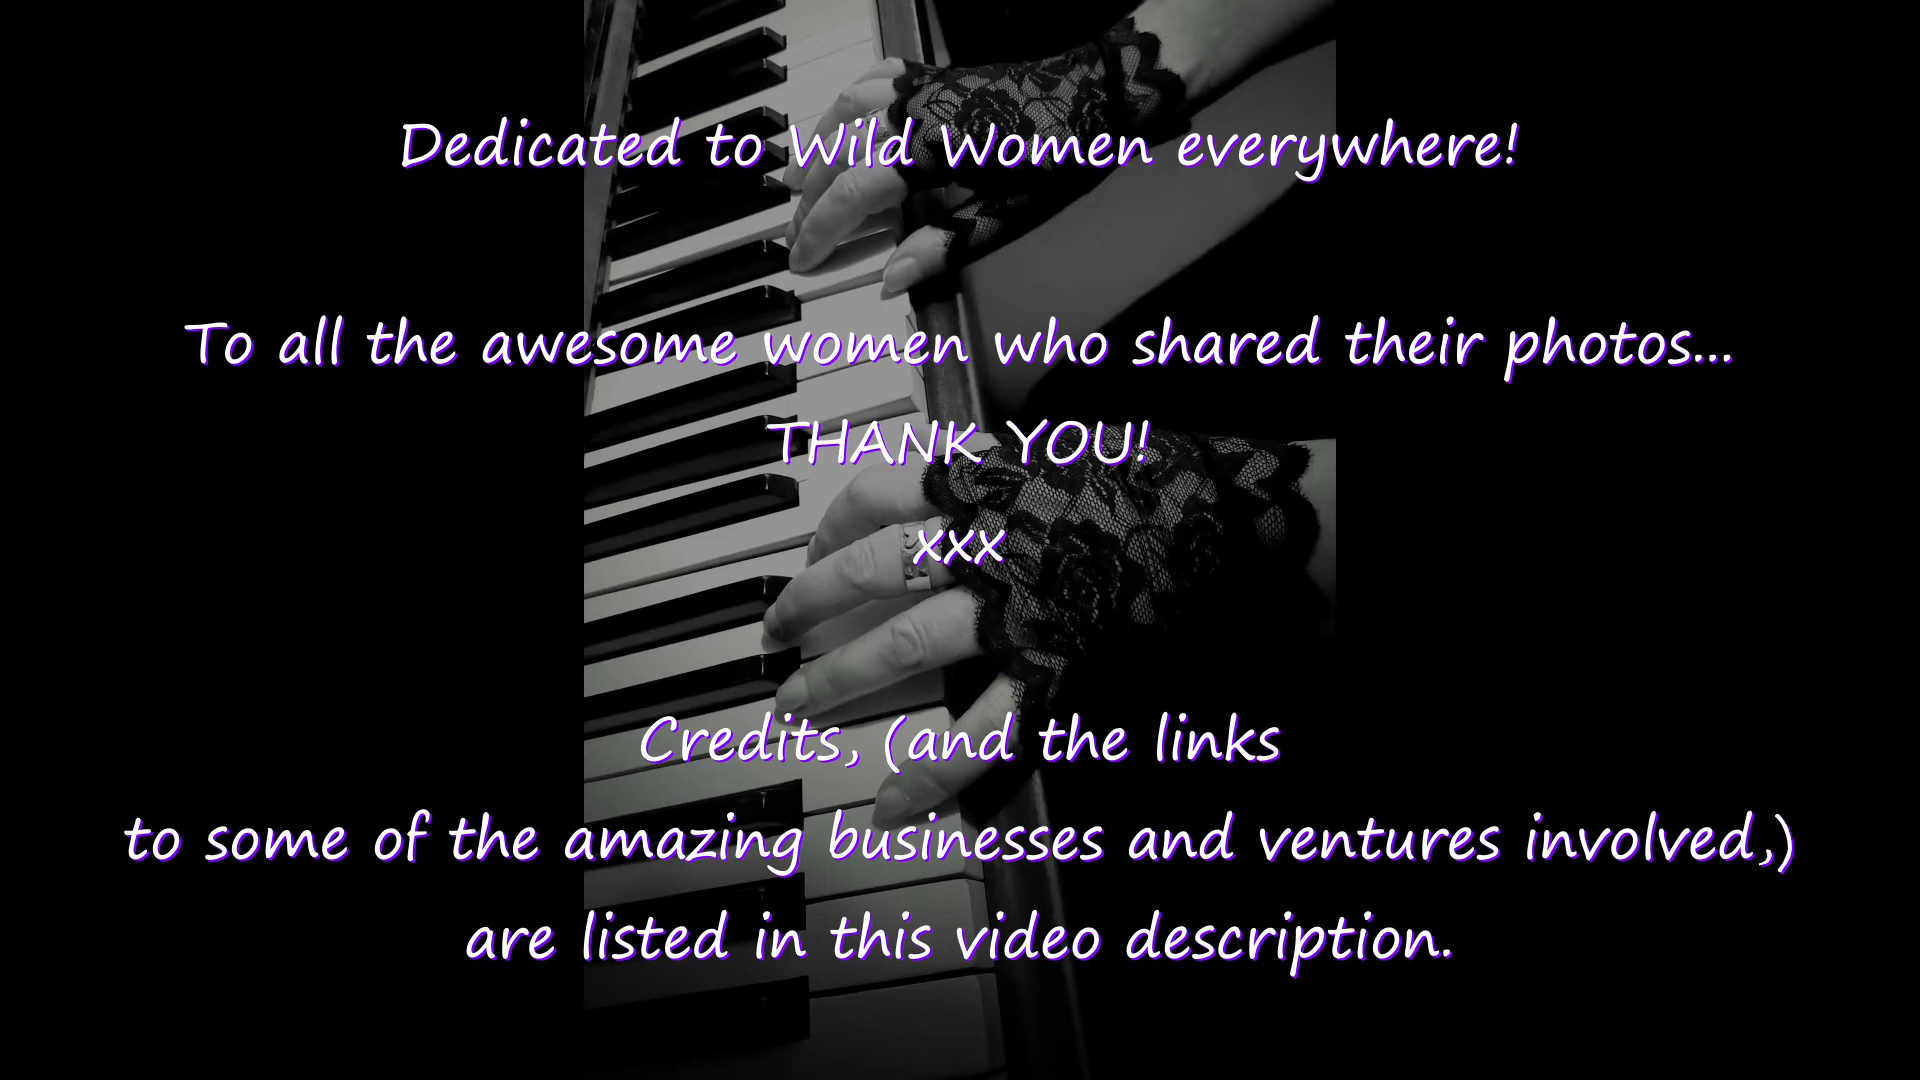 Dedicated to Wild Women everywhere!
To all the awesome women who shared their photos...
THANK YOU!
xxx
Credits, (and the links
to some of the amazing businesses and ventures involved,)
are listed in this video description.